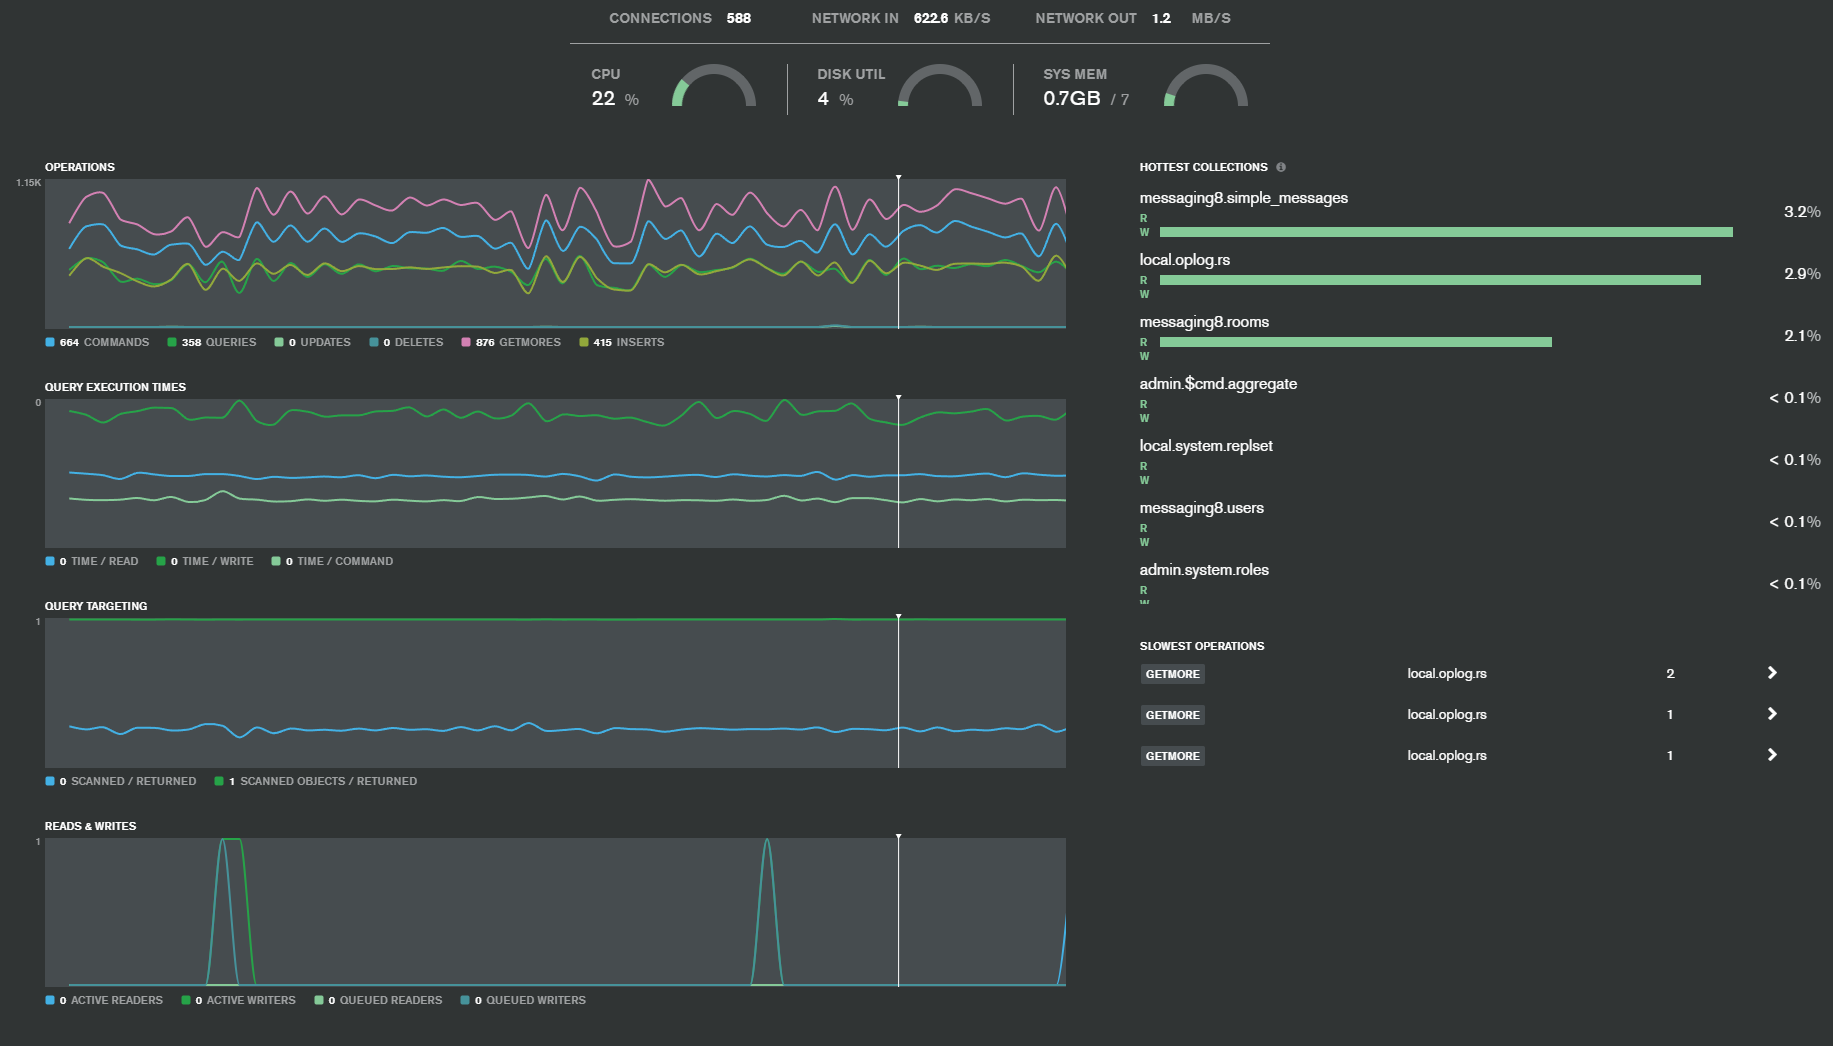 CONNECTIONS 588 NETWORK IN 622.6 KB/S NETWORK OUT 1.2 MB/S
CPU
22 %
DISK UTIL
4 %
SYS MEM
0.7GB / 7
OPERATIONS
1.15K
664 COMMANDS 358 QUERIES 0 UPDATES 0 DELETES 876 GETMORES 415 INSERTS
QUERY EXECUTION TIMES
0
0 TIME / READ 0 TIME / WRITE 0 TIME / COMMAND
QUERY TARGETING
1
0 SCANNED / RETURNED 1 SCANNED OBJECTS / RETURNED
READS & WRITES
1
0 ACTIVE READERS 0 ACTIVE WRITERS 0 QUEUED READERS 0 QUEUED WRITERS
HOTTEST COLLECTIONS i
messaging8.simple_messages
3.2%
R
W
local.oplog.rs
2.9%
R
W
messaging8.rooms
2.1%
R
W
admin.$cmd.aggregate
< 0.1%
R
W
local.system.replset
< 0.1%
R
W
messaging8.users
< 0.1%
R
W
admin.system.roles
< 0.1%
R
W
SLOWEST OPERATIONS
GETMORE local.oplog.rs 2
GETMORE local.oplog.rs 1
GETMORE local.oplog.rs 1